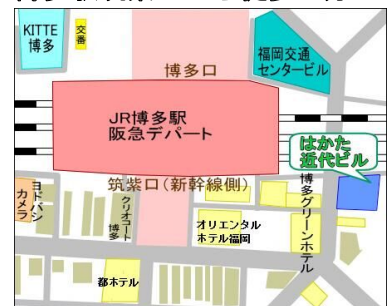 KITTE
博多
交番
福岡交通
センタービル
博多口
JR博多駅
阪急デパート
はかた
近代ビル
筑紫口(新幹線側)
ヨドバシ
カメラ
クリオコート
博多
オリエンタル
ホテル福岡
博多グリーンホテル
都ホテル